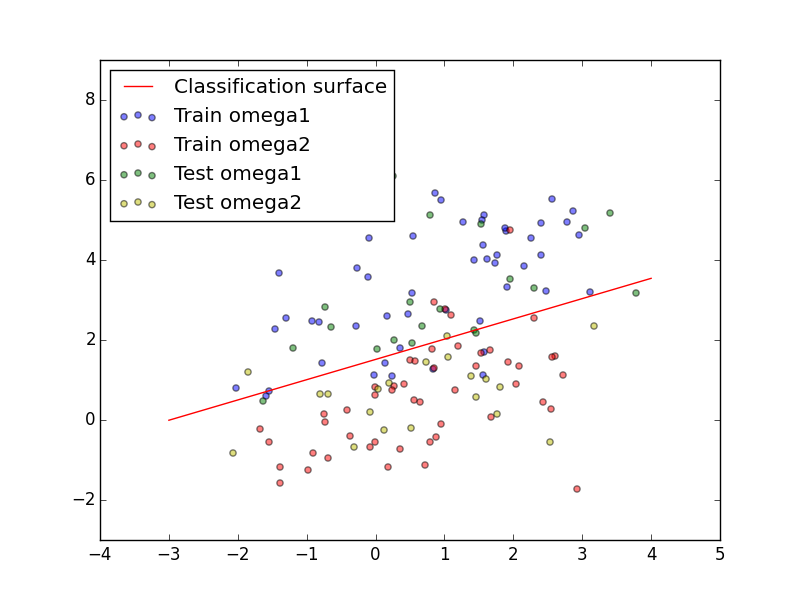 Classification surface
Train omega1
Train omega2
Test omega1
Test omega2
8
6
4
2
0
−2
−4 −3 −2 −1 0 1 2 3 4 5